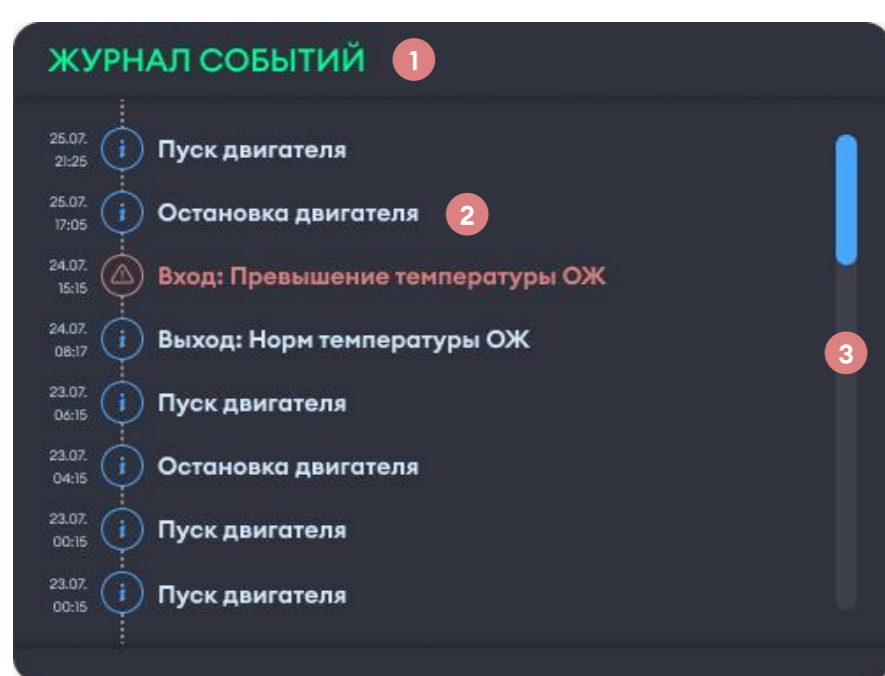 ЖУРНАЛ СОБЫТИЙ 1
25.07.
21:25 Пуск двигателя
25.07.
17:05 Остановка двигателя 2
24.07.
15:15 Вход: Превышение температуры ОЖ
24.07.
08:17 Выход: Норм температуры ОЖ
3
23.07.
06:15 Пуск двигателя
23.07.
04:15 Остановка двигателя
23.07.
00:15 Пуск двигателя
23.07.
00:15 Пуск двигателя